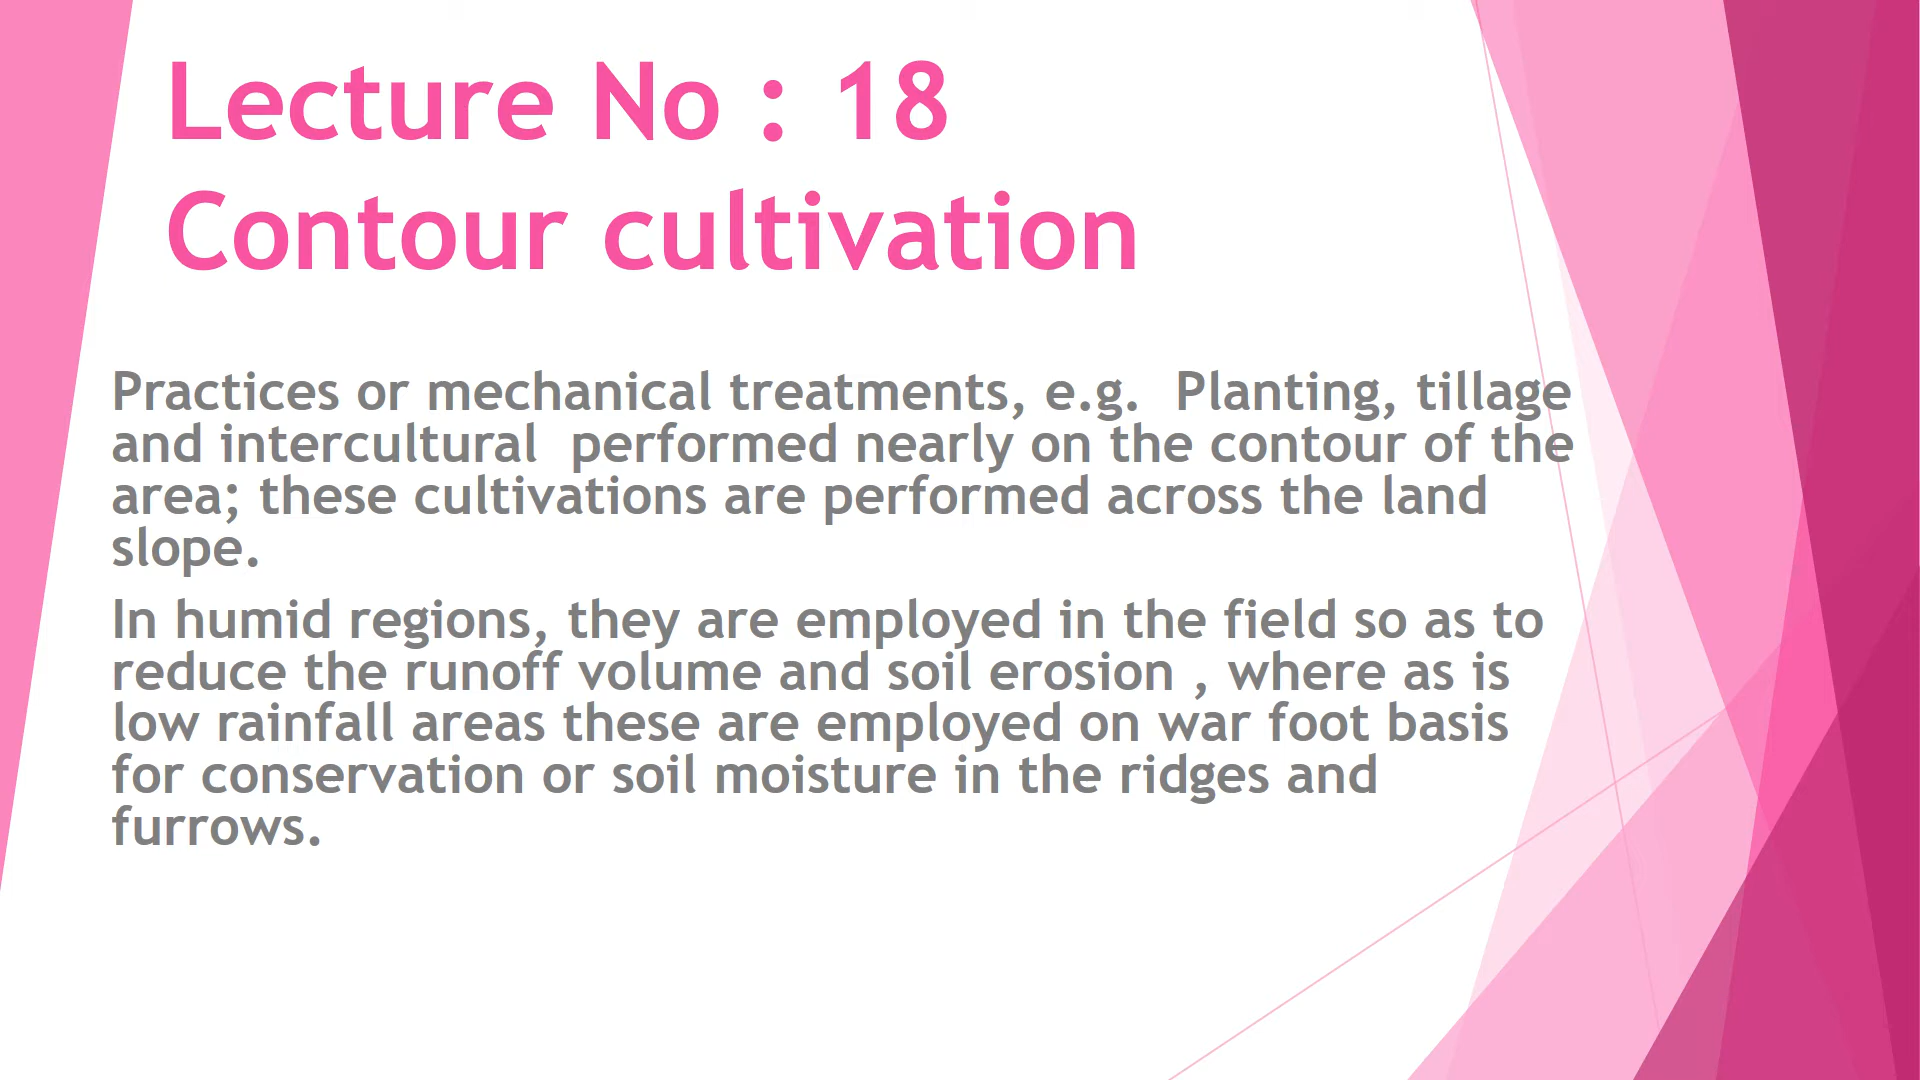 Lecture No : 18
Contour cultivation
Practices or mechanical treatments, e.g.  Planting, tillage
and intercultural  performed nearly on the contour of the
area; these cultivations are performed across the land
slope.
In humid regions, they are employed in the field so as to
reduce the runoff volume and soil erosion , where as is
low rainfall areas these are employed on war foot basis
for conservation or soil moisture in the ridges and
furrows.